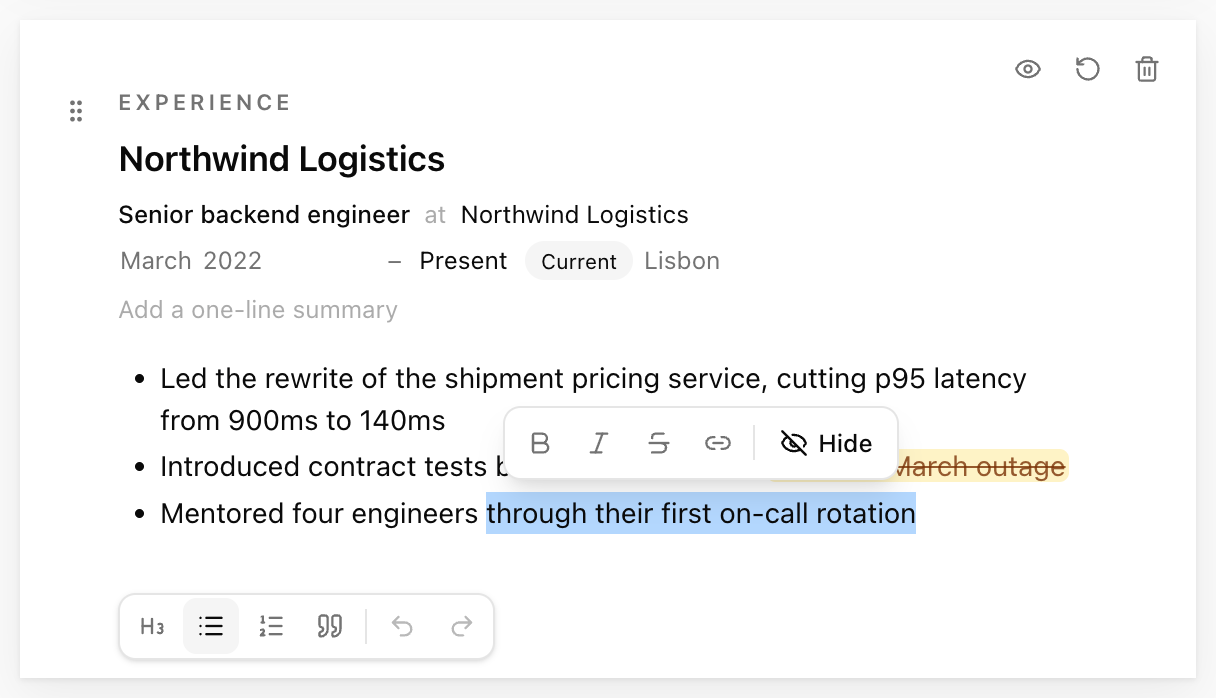 EXPERIENCE
Northwind Logistics
Senior backend engineer at Northwind Logistics
March 2022 – Present Current Lisbon
Add a one-line summary
• Led the rewrite of the shipment pricing service, cutting p95 latency
from 900ms to 140ms
B I S Hide
• Introduced contract tests March outage
• Mentored four engineers through their first on-call rotation
H3